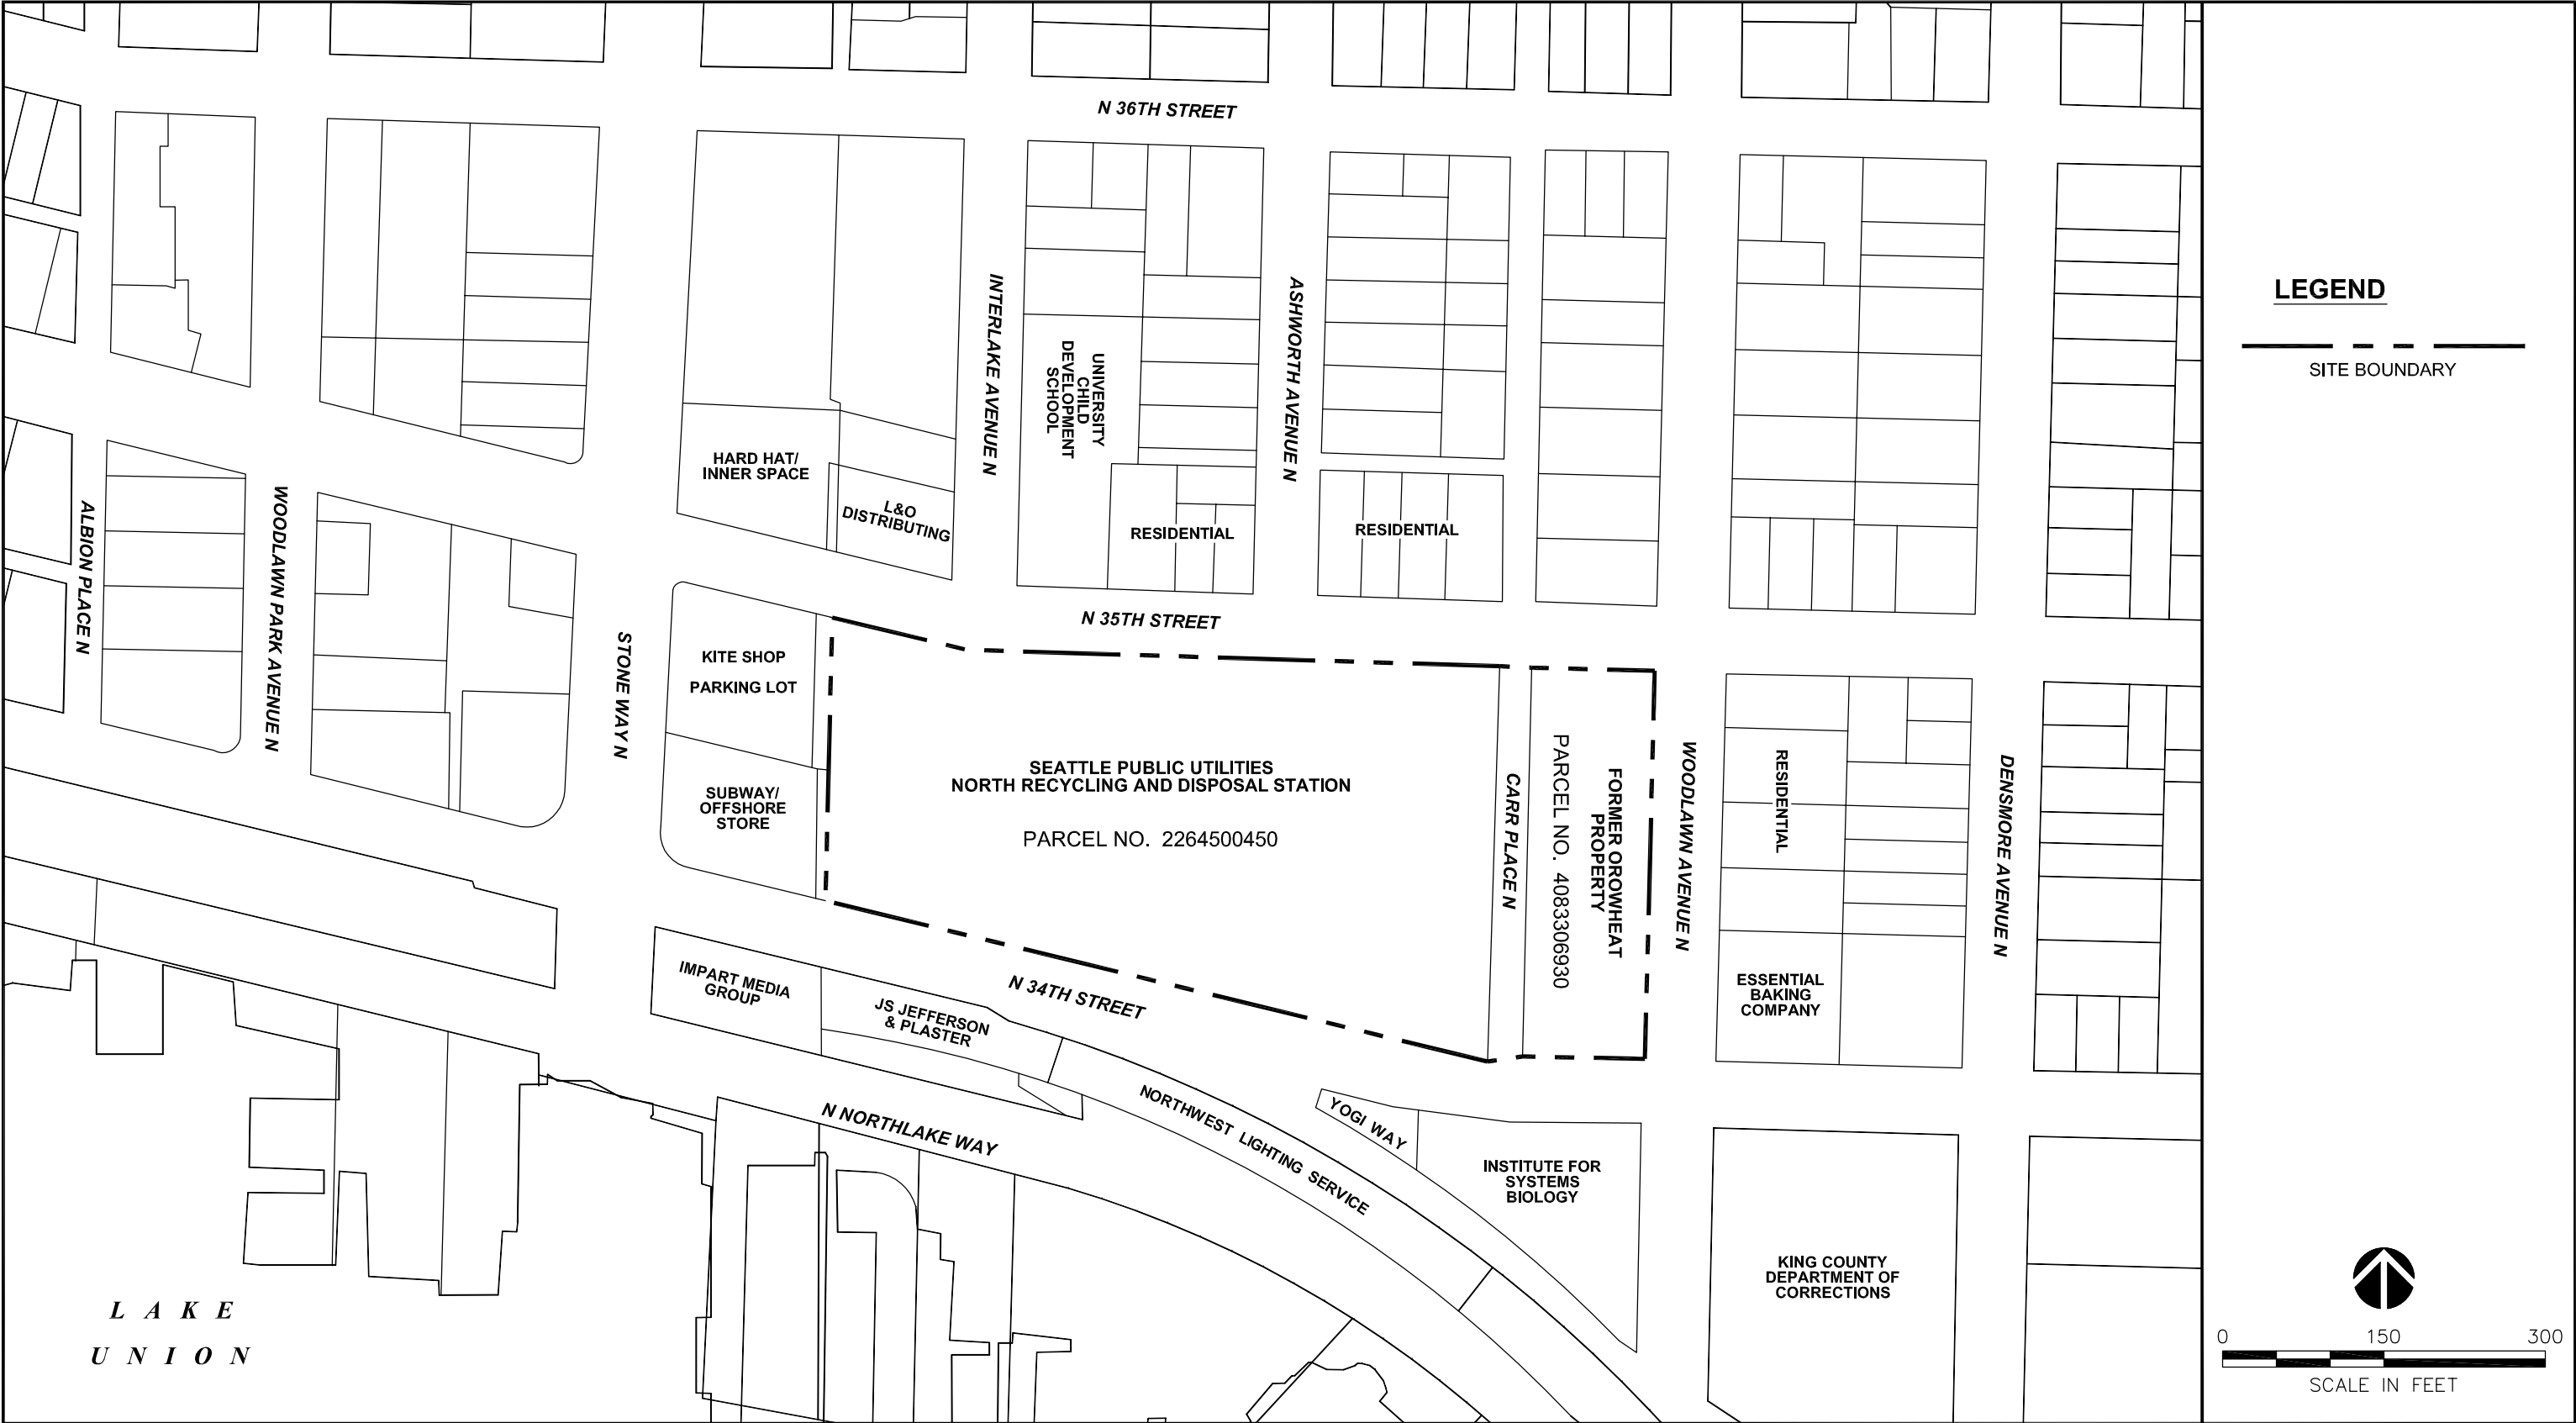 N 36TH STREET
LEGEND
SITE BOUNDARY
INTERLAKE AVENUE N
UNIVERSITY
CHILD
DEVELOPMENT
SCHOOL
ASHWORTH AVENUE N
HARD HAT/
INNER SPACE
L&O
DISTRIBUTING
RESIDENTIAL
RESIDENTIAL
ALBION PLACE N
WOODLAWN PARK AVENUE N
STONE WAY N
N 35TH STREET
KITE SHOP
PARKING LOT
SUBWAY/
OFFSHORE
STORE
SEATTLE PUBLIC UTILITIES
NORTH RECYCLING AND DISPOSAL STATION
PARCEL NO. 2264500450
CARR PLACE N
PARCEL NO. 4083306930
FORMER OROWHEAT
PROPERTY
WOODLAWN AVENUE N
RESIDENTIAL
DENSMORE AVENUE N
ESSENTIAL
BAKING
COMPANY
IMPART MEDIA
GROUP
JS JEFFERSON
& PLASTER
N 34TH STREET
N NORTHLAKE WAY
NORTHWEST LIGHTING SERVICE
YOGI WAY
INSTITUTE FOR
SYSTEMS
BIOLOGY
KING COUNTY
DEPARTMENT OF
CORRECTIONS
LAKE
UNION
0 150 300
SCALE IN FEET